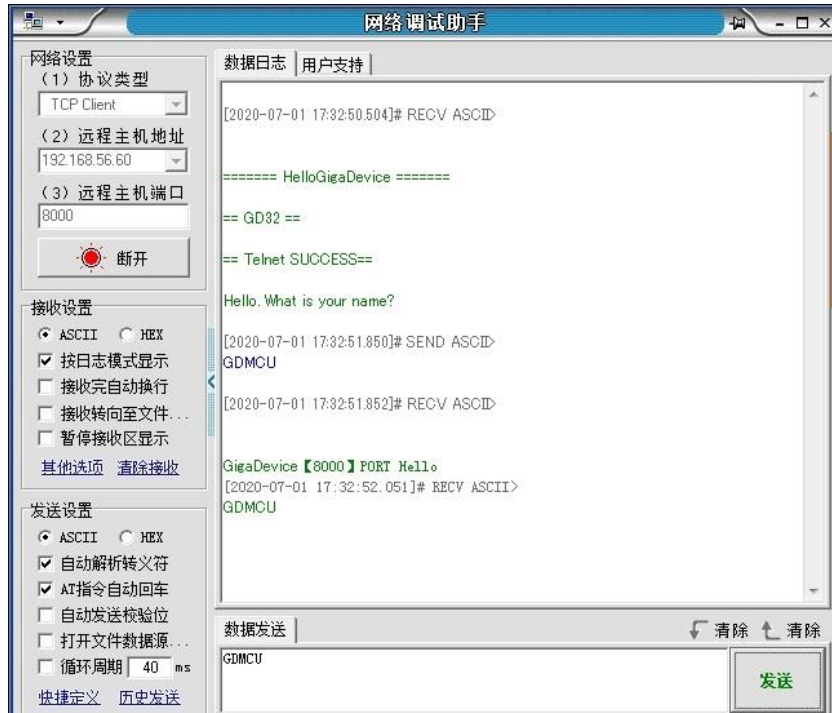 网络调试助手
网络设置
（1）协议类型
TCP Client
（2）远程主机地址
192.168.56.60
（3）远程主机端口
8000
断开
接收设置
ASCII HEX
按日志模式显示
接收完自动换行
接收转向至文件...
暂停接收区显示
其他选项 清除接收
发送设置
ASCII HEX
自动解析转义符
AT指令自动回车
自动发送校验位
打开文件数据源...
循环周期 40 ms
快捷定义 历史发送
数据日志 用户支持
[2020-07-01 17:32:50.504]# RECV ASCII>
======= HelloGigaDevice =======
== GD32 ==
== Telnet SUCCESS==
Hello. What is your name?
[2020-07-01 17:32:51.850]# SEND ASCII>
GDMCU
[2020-07-01 17:32:51.852]# RECV ASCII>
GigaDevice【8000】PORT Hello
[2020-07-01 17:32:52.051]# RECV ASCII>
GDMCU
数据发送 清除 清除
GDMCU
发送